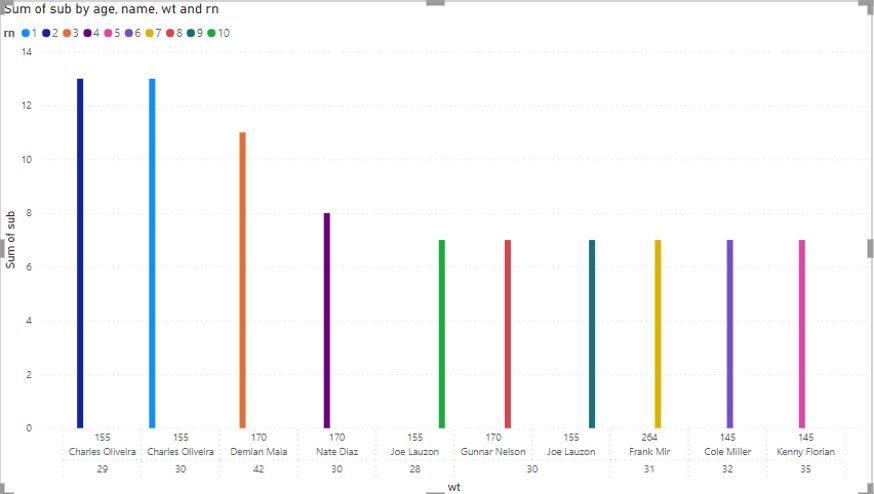 Sum of sub by age, name, wt and rn
rn 1 2 3 4 5 6 7 8 9 10
14
12
10
8
6
4
2
0
Sum of sub
155 155 170 170 155 170 155 264 145 145
Charles Oliveira Charles Oliveira Demian Maia Nate Diaz Joe Lauzon Gunnar Nelson Joe Lauzon Frank Mir Cole Miller Kenny Florian
29 30 42 30 28 30 31 32 35
wt